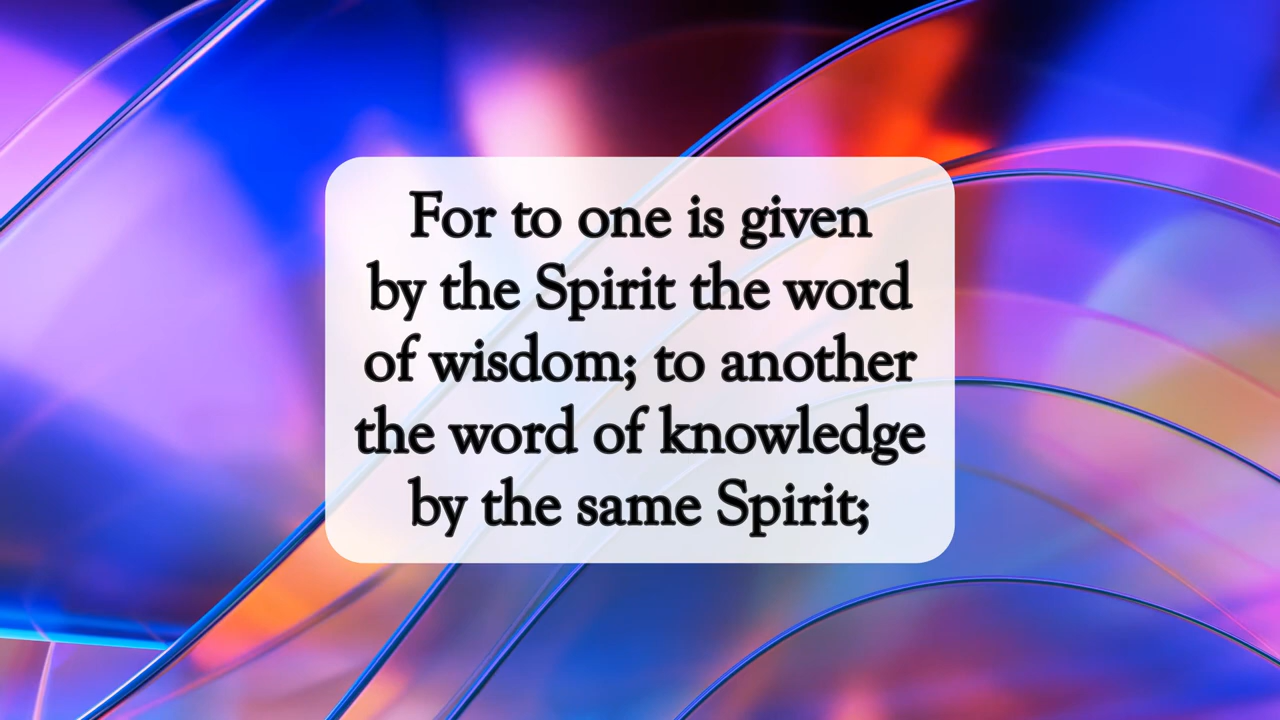 For to one is given
by the Spirit the word
of wisdom; to another
the word of knowledge
by the same Spirit;